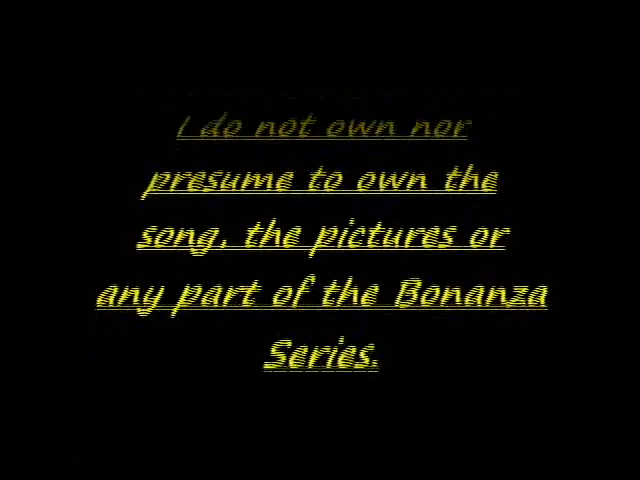 I do not own nor
presume to own the
song, the pictures or
any part of the Bonanza
Series.